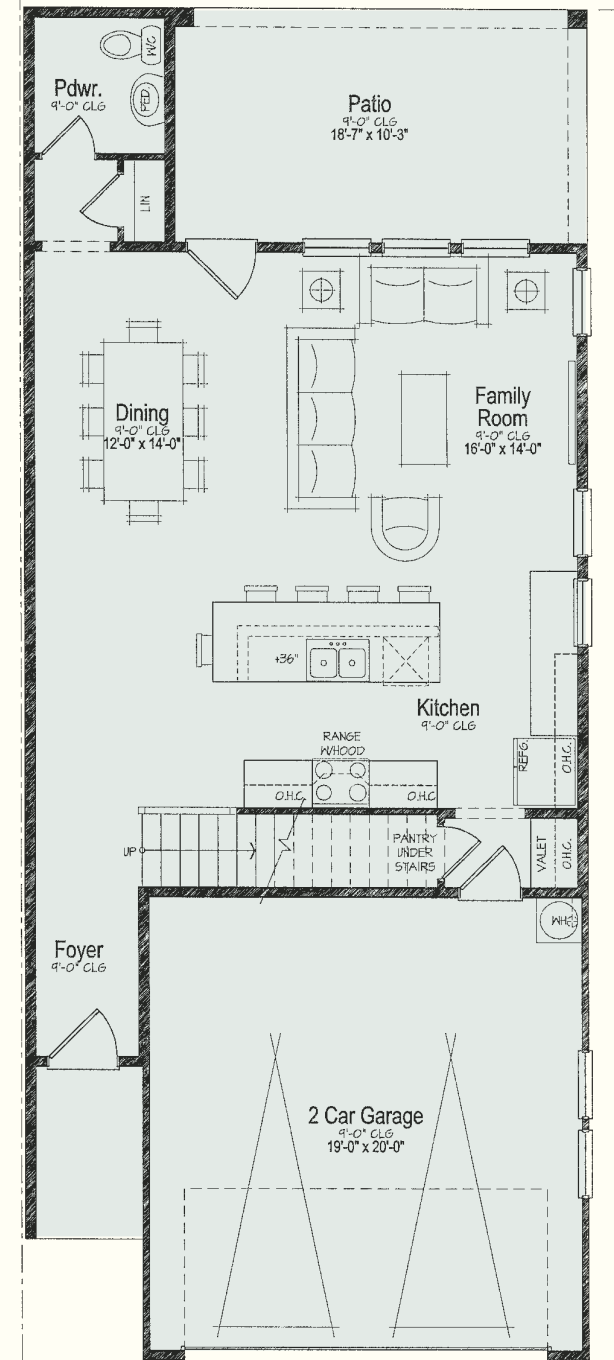 W/C
Pdwr.
9'-0" CLG
PED.
LIN
Patio
9'-0" CLG
18'-7" x 10'-3"
Dining
9'-0" CLG
12'-0" x 14'-0"
Family
Room
9'-0" CLG
16'-0" x 14'-0"
+36"
Kitchen
9'-0" CLG
RANGE
W/HOOD
O.H.C.
O.H.C.
REFG.
O.H.C.
UP
PANTRY
UNDER
STAIRS
VALET
O.H.C.
WH
Foyer
9'-0" CLG
2 Car Garage
9'-0" CLG
19'-0" x 20'-0"